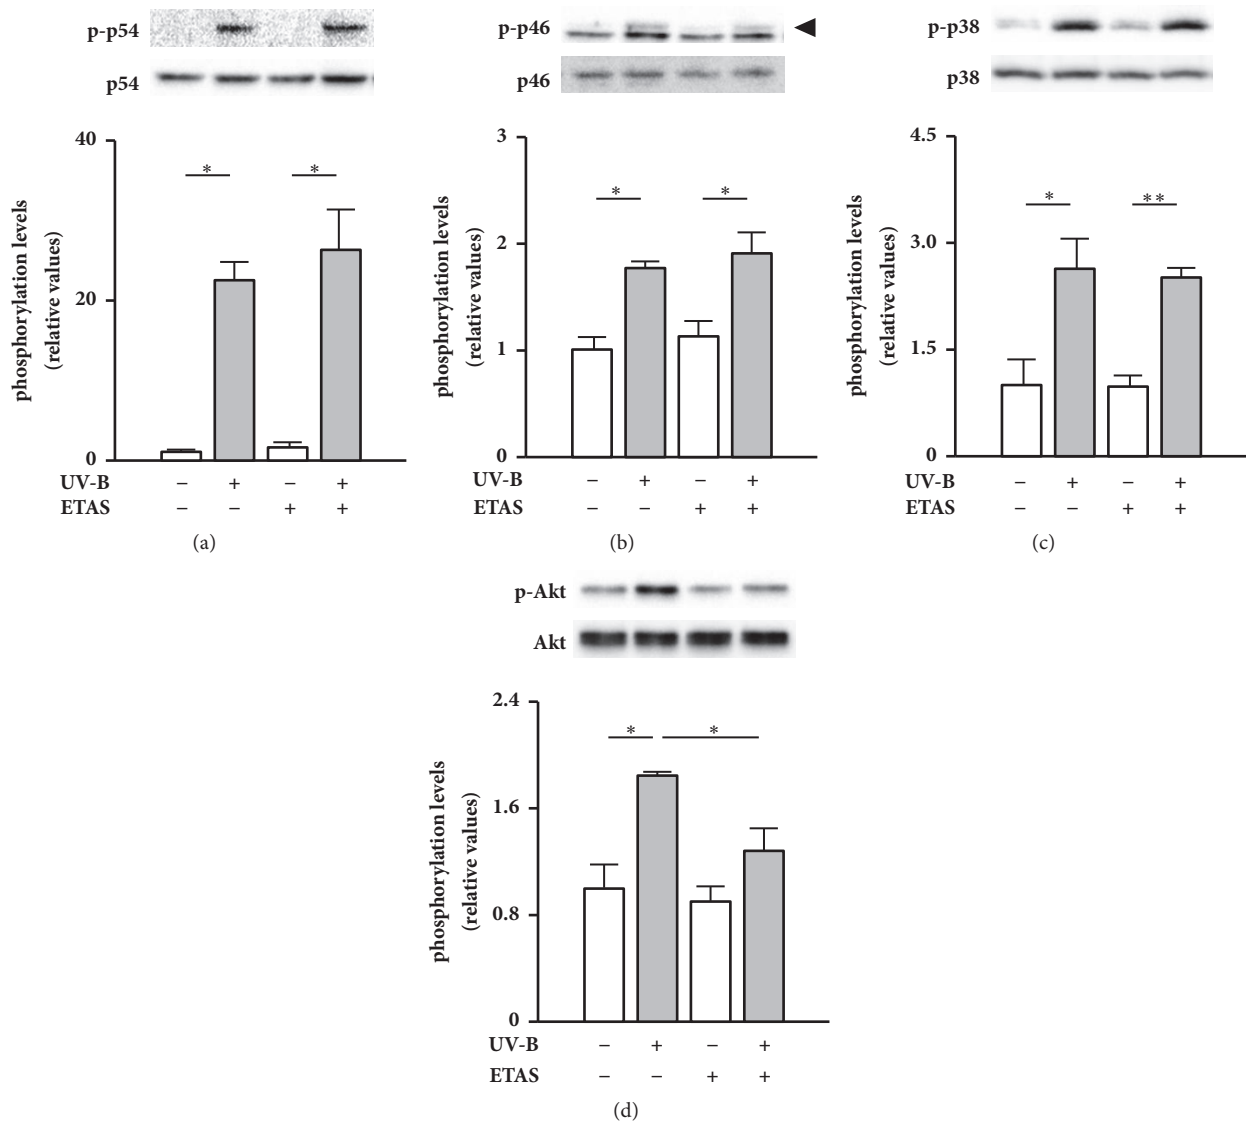 p-p54
p54
40
20
0
phosphorylation levels
(relative values)
* *
UV-B − + − +
ETAS − − + +
(a)
p-p46
p46
3
2
1
0
phosphorylation levels
(relative values)
* *
UV-B − + − +
ETAS − − + +
(b)
p-p38
p38
4.5
3.0
1.5
0
phosphorylation levels
(relative values)
* **
UV-B − + − +
ETAS − − + +
(c)
p-Akt
Akt
2.4
1.6
0.8
0
phosphorylation levels
(relative values)
* *
UV-B − + − +
ETAS − − + +
(d)